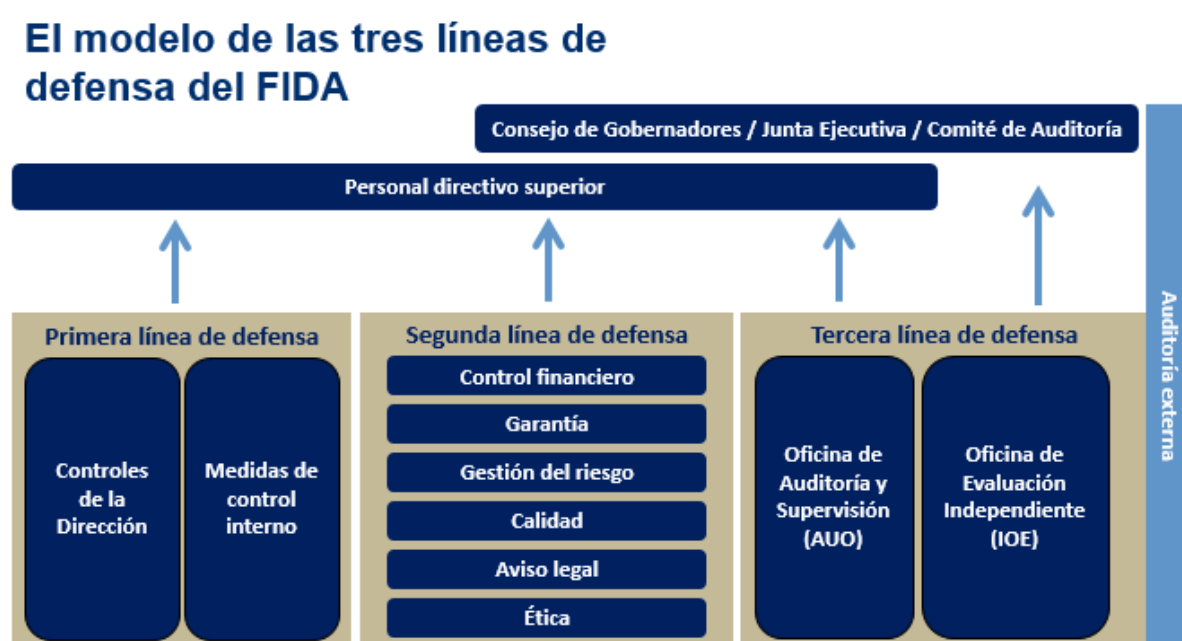 El modelo de las tres líneas de
defensa del FIDA
Consejo de Gobernadores / Junta Ejecutiva / Comité de Auditoría
Personal directivo superior
Primera línea de defensa
Controles
de la
Dirección
Medidas de
control
interno
Segunda línea de defensa
Control financiero
Garantía
Gestión del riesgo
Calidad
Aviso legal
Ética
Tercera línea de defensa
Oficina de
Auditoría y
Supervisión
(AUO)
Oficina de
Evaluación
Independiente
(IOE)
Auditoría externa